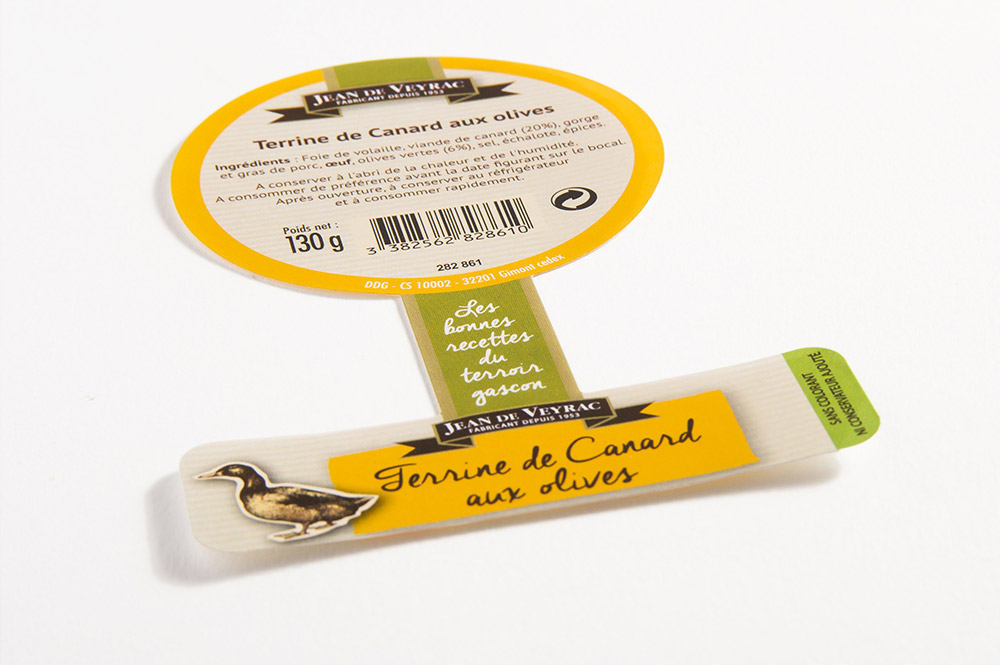 JEAN DE VEYRAC
FABRICANT DEPUIS 1953
Terrine de Canard aux olives
Ingrédients : Foie de volaille, viande de canard (20%), gorge
et gras de porc, œuf, olives vertes (6%), sel, échalote, épices.
A conserver à l'abri de la chaleur et de l'humidité.
A consommer de préférence avant la date figurant sur le bocal.
Après ouverture, à conserver au réfrigérateur
et à consommer rapidement.
Poids net :
130 g
3 382562 828610
282 861
DDG - CS 10002 - 32201 Gimont cedex
Les
bonnes
recettes
du
terroir
gascon
JEAN DE VEYRAC
FABRICANT DEPUIS 1953
Terrine de Canard
aux olives
SANS COLORANT
NI CONSERVATEUR AJOUTÉ